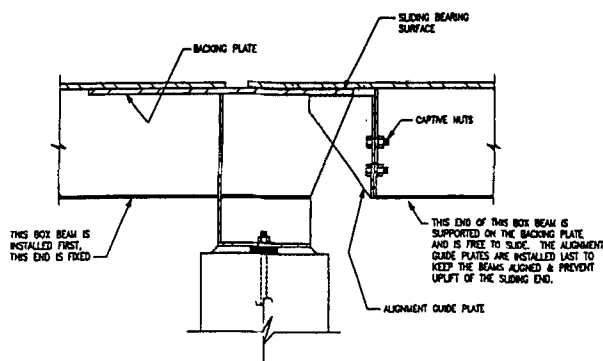 SLIDING BEARING
SURFACE
BACKING PLATE
CAPTIVE NUTS
THIS BOX BEAM IS
INSTALLED FIRST,
THIS END IS FIXED
THIS END OF THIS BOX BEAM IS
SUPPORTED ON THE BACKING PLATE
AND IS FREE TO SLIDE. THE ALIGNMENT
GUIDE PLATES ARE INSTALLED LAST TO
KEEP THE BEAMS ALIGNED & PREVENT
UPLIFT OF THE SLIDING END.
ALIGNMENT GUIDE PLATE